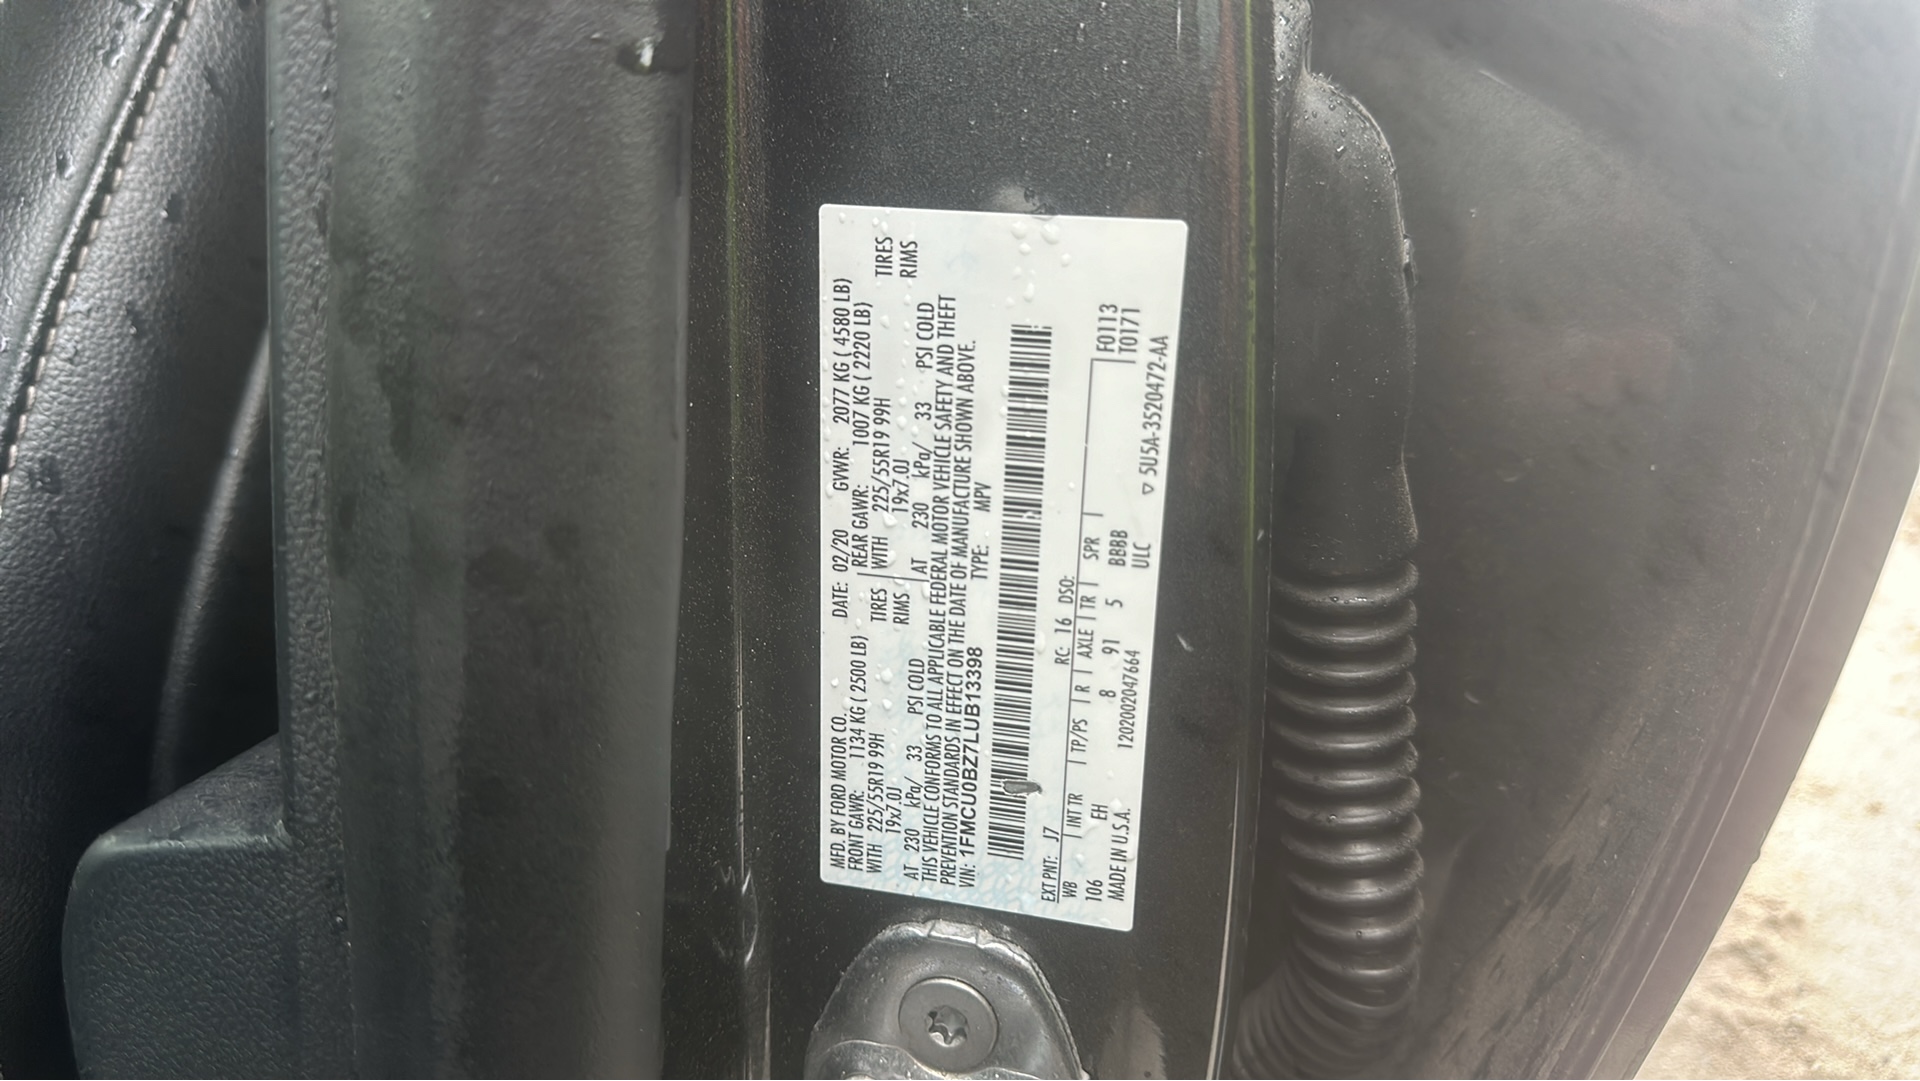 MFD. BY FORD MOTOR CO. DATE: 02/20 GVWR: 2077 KG ( 4580 LB)
FRONT GAWR: 1134 KG ( 2500 LB) REAR GAWR: 1007 KG ( 2220 LB)
WITH 225/55R19 99H TIRES WITH 225/55R19 99H TIRES
19x7.0J RIMS 19x7.0J RIMS
AT 230 kPa/ 33 PSI COLD AT 230 kPa/ 33 PSI COLD
THIS VEHICLE CONFORMS TO ALL APPLICABLE FEDERAL MOTOR VEHICLE SAFETY AND THEFT
PREVENTION STANDARDS IN EFFECT ON THE DATE OF MANUFACTURE SHOWN ABOVE.
VIN: 1FMCU0BZ7LUB13398 TYPE: MPV
EXT PNT: J7 RC: 16 DSO: F0113
WB INT TR TP/PS R AXLE TR SPR T0171
106 EH 8 91 5 BBBB
MADE IN U.S.A. 1202002047664 ULC ▽ 5U5A-3520472-AA